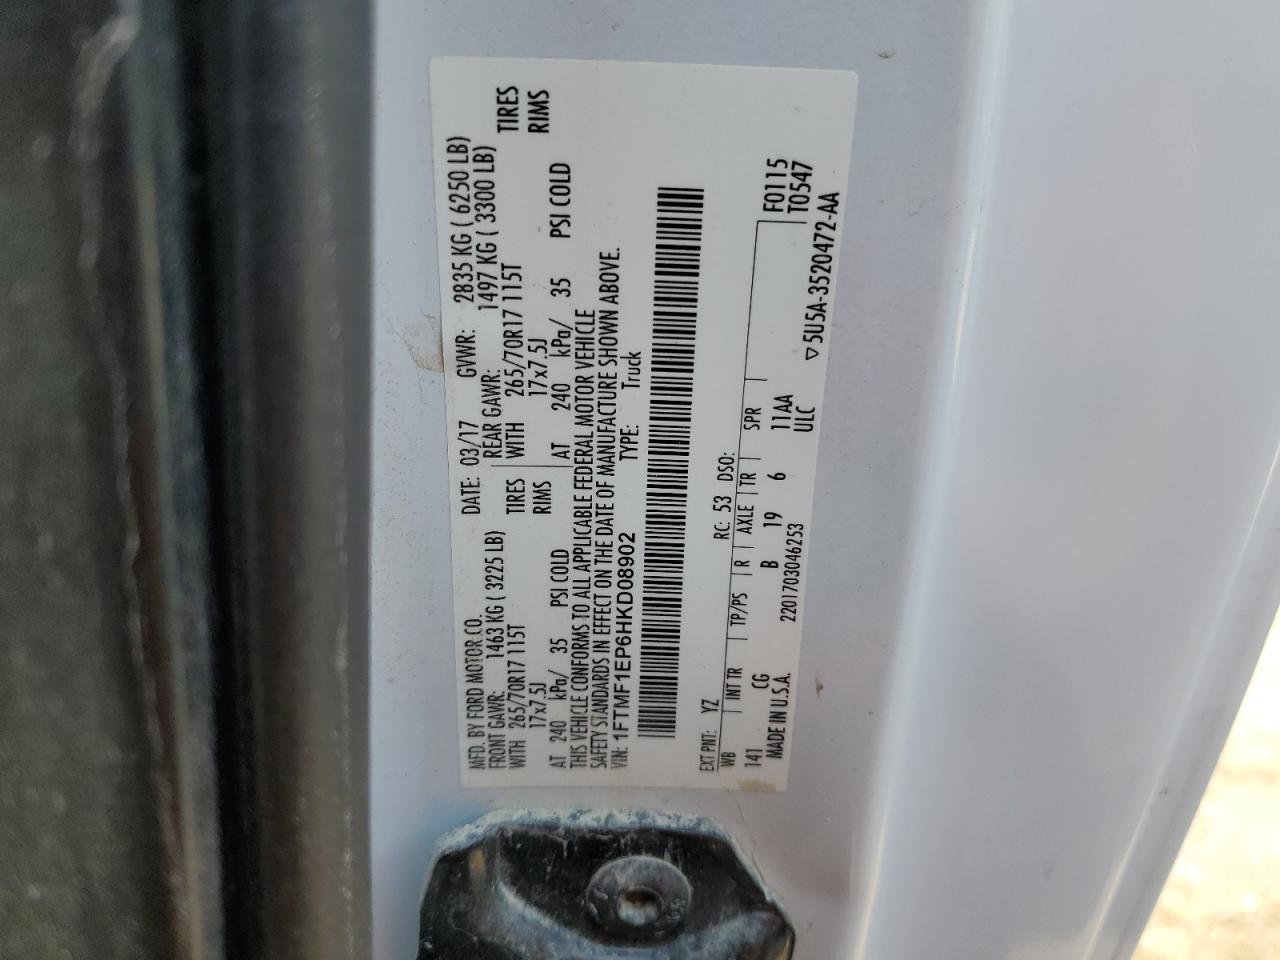 MFD. BY FORD MOTOR CO. DATE: 03/17 GVWR: 2835 KG ( 6250 LB)
FRONT GAWR: 1463 KG ( 3225 LB) REAR GAWR: 1497 KG ( 3300 LB)
WITH 265/70R17 115T TIRES WITH 265/70R17 115T TIRES
17x7.5J RIMS 17x7.5J RIMS
AT 240 kPa/ 35 PSI COLD AT 240 kPa/ 35 PSI COLD
THIS VEHICLE CONFORMS TO ALL APPLICABLE FEDERAL MOTOR VEHICLE
SAFETY STANDARDS IN EFFECT ON THE DATE OF MANUFACTURE SHOWN ABOVE.
VIN: 1FTMF1EP6HKD08902 TYPE: Truck
EXT PNT: YZ RC: 53 DSO:
WB INT TR TP/PS R AXLE TR SPR F0115
141 CG B 19 6 11AA T0547
MADE IN U.S.A. 2201703046253 ULC
▽5U5A-3520472-AA